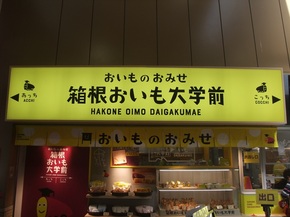 おいものおみせ
箱根おいも大学前
HAKONE OIMO DAIGAKUMAE
あっち
ACCHI
こっち
COCCHI
おいものおみせ
箱根
おいも
大学前
出口